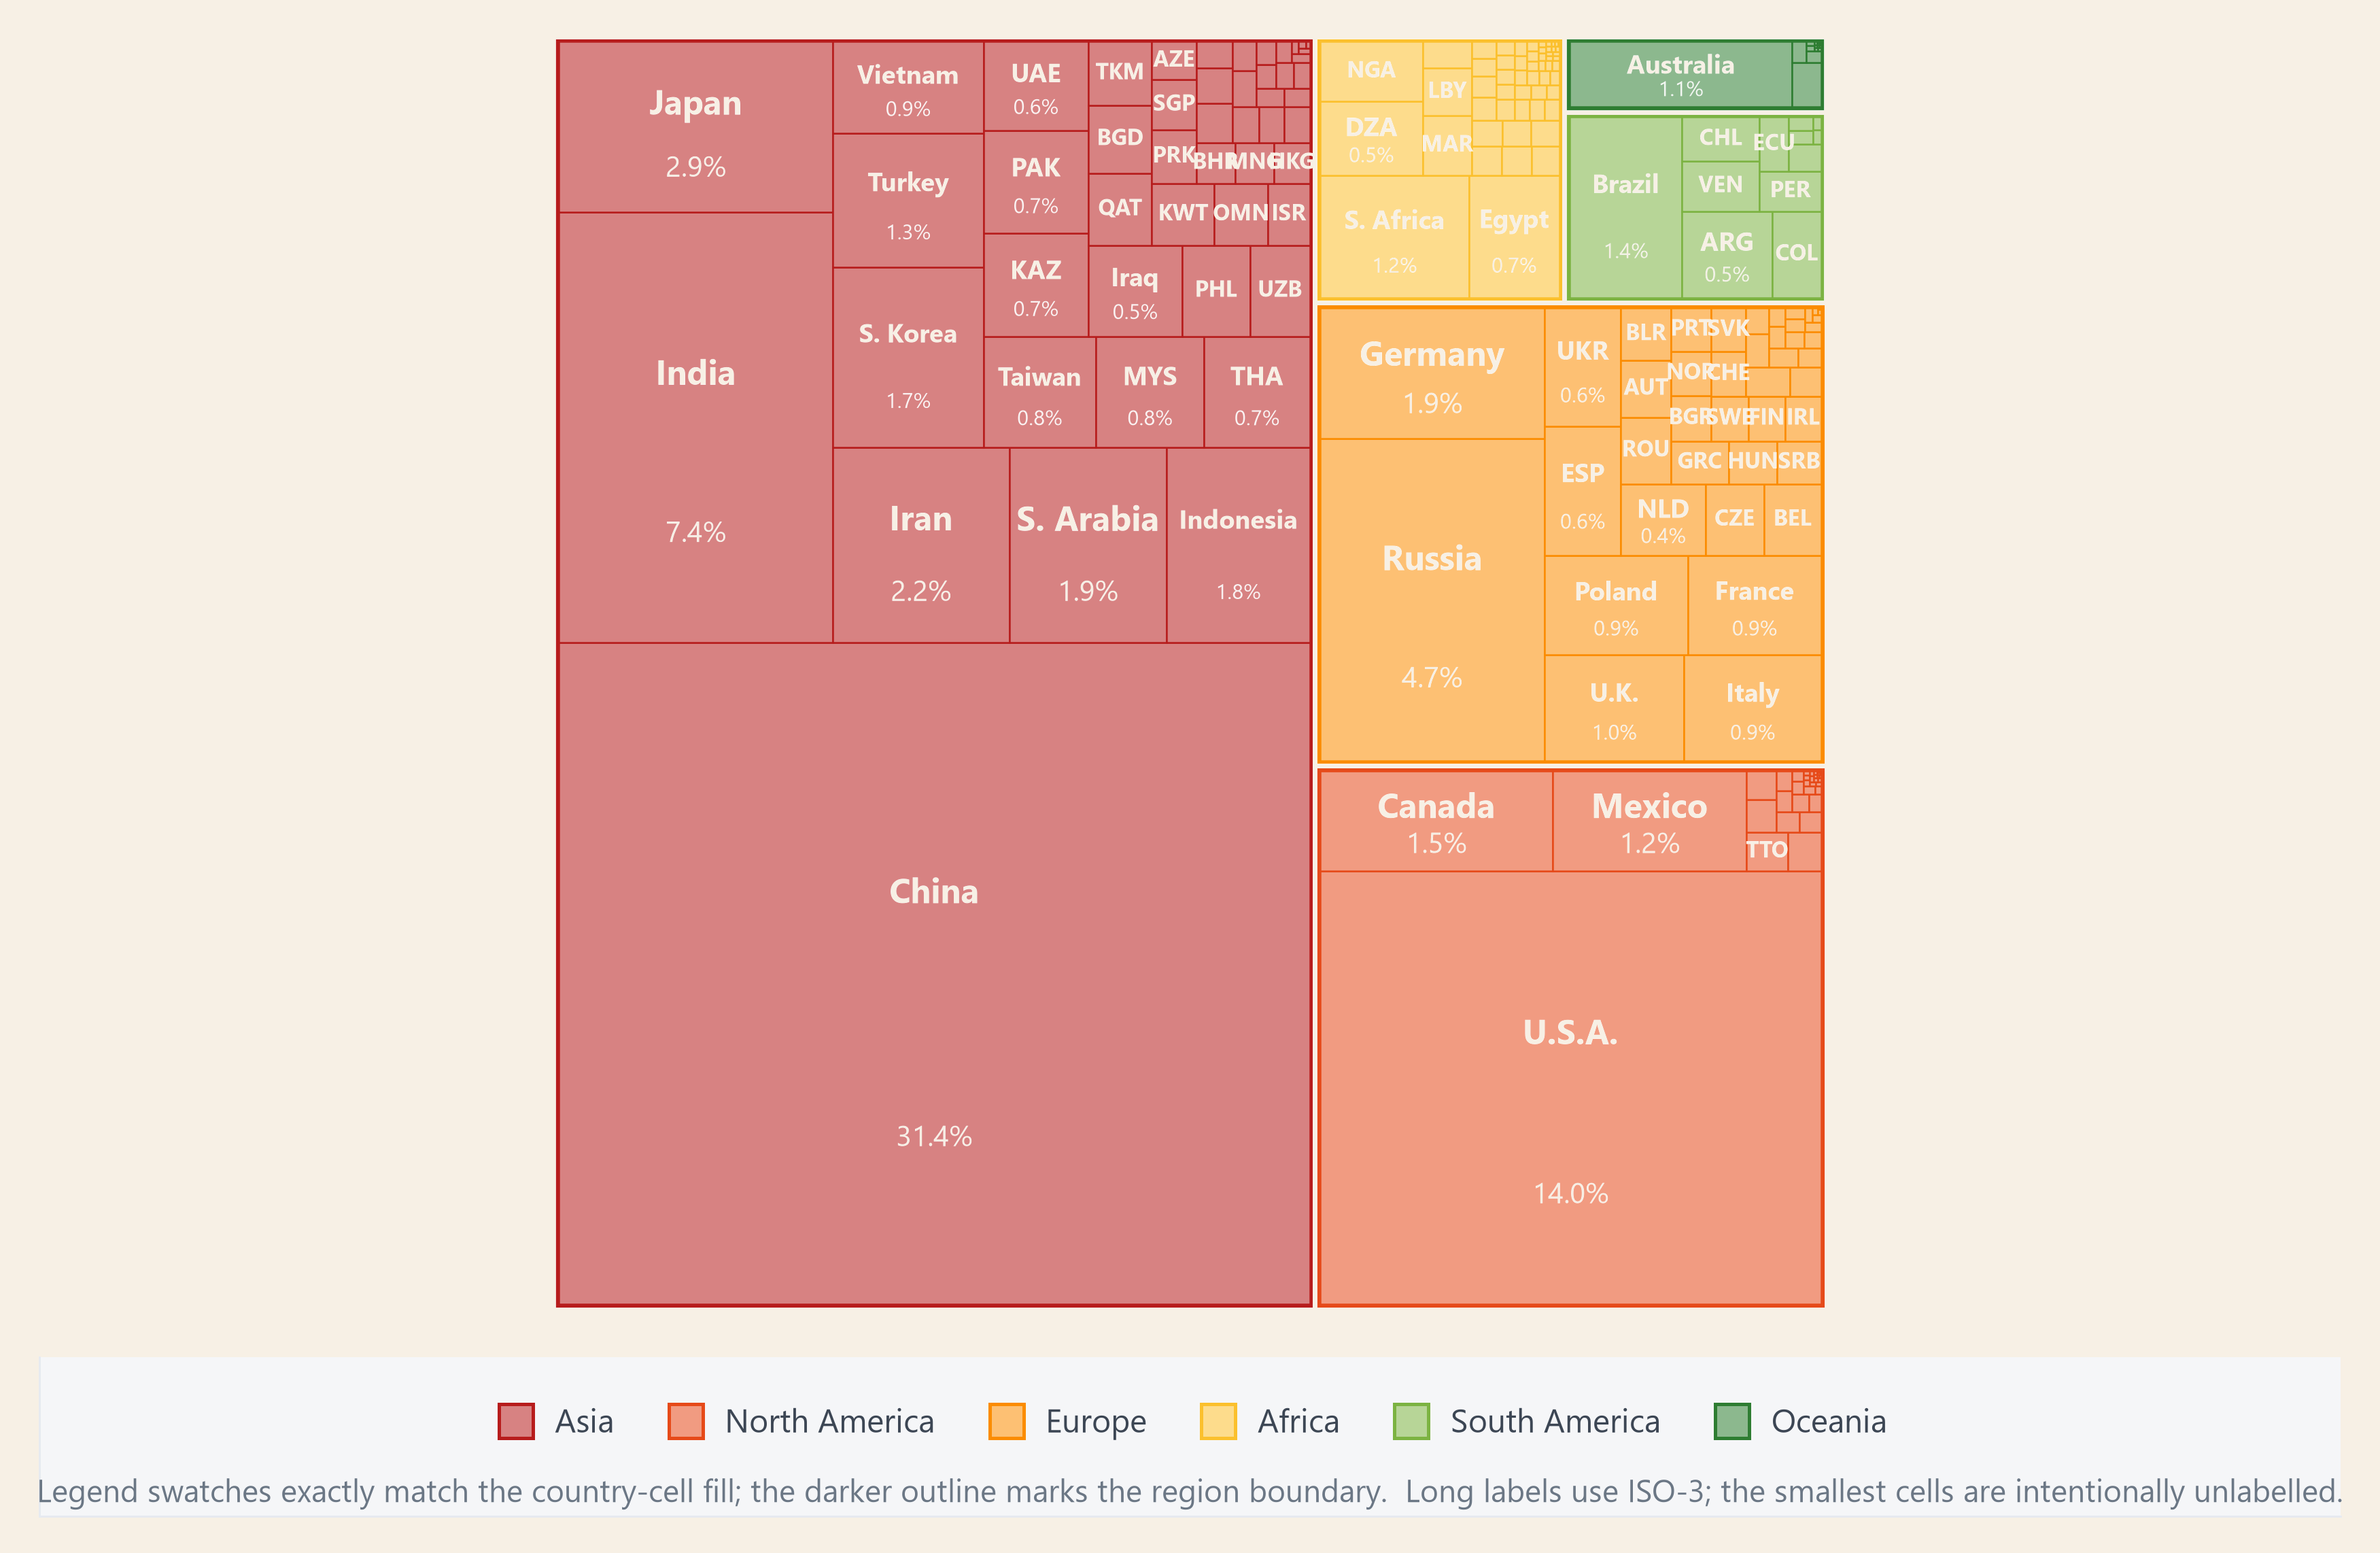 Japan
2.9%
India
7.4%
Vietnam
0.9%
Turkey
1.3%
S. Korea
1.7%
UAE
0.6%
PAK
0.7%
KAZ
0.7%
TKM
BGD
QAT
AZE
SGP
PRK
BHR
MNG
HKG
KWT
OMN
ISR
Iraq
0.5%
PHL
UZB
Taiwan
0.8%
MYS
0.8%
THA
0.7%
Iran
2.2%
S. Arabia
1.9%
Indonesia
1.8%
China
31.4%
NGA
DZA
0.5%
LBY
MAR
S. Africa
1.2%
Egypt
0.7%
Australia
1.1%
Brazil
1.4%
CHL
VEN
ECU
PER
ARG
0.5%
COL
Germany
1.9%
Russia
4.7%
UKR
0.6%
ESP
0.6%
BLR
AUT
ROU
PRT
SVK
NOR
CHE
BGR
SWE
FIN
IRL
GRC
HUN
SRB
NLD
0.4%
CZE
BEL
Poland
0.9%
France
0.9%
U.K.
1.0%
Italy
0.9%
Canada
1.5%
Mexico
1.2%
TTO
U.S.A.
14.0%
Asia
North America
Europe
Africa
South America
Oceania
Legend swatches exactly match the country-cell fill; the darker outline marks the region boundary.  Long labels use ISO-3; the smallest cells are intentionally unlabelled.